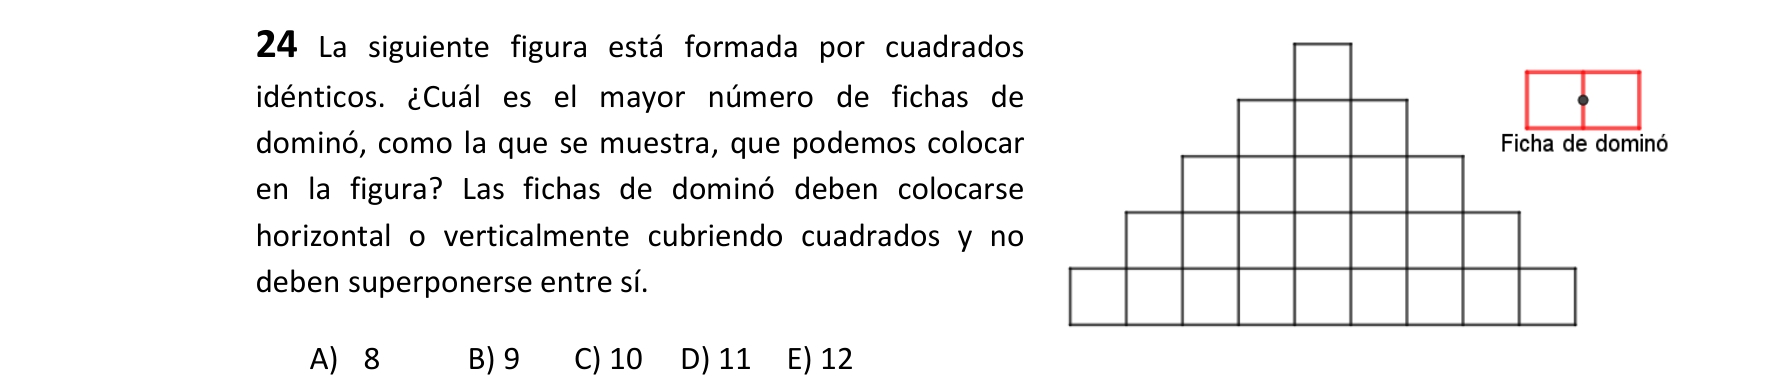 24 La siguiente figura está formada por cuadrados
idénticos. ¿Cuál es el mayor número de fichas de
dominó, como la que se muestra, que podemos colocar
en la figura? Las fichas de dominó deben colocarse
horizontal o verticalmente cubriendo cuadrados y no
deben superponerse entre sí.
A) 8 B) 9 C) 10 D) 11 E) 12
Ficha de dominó